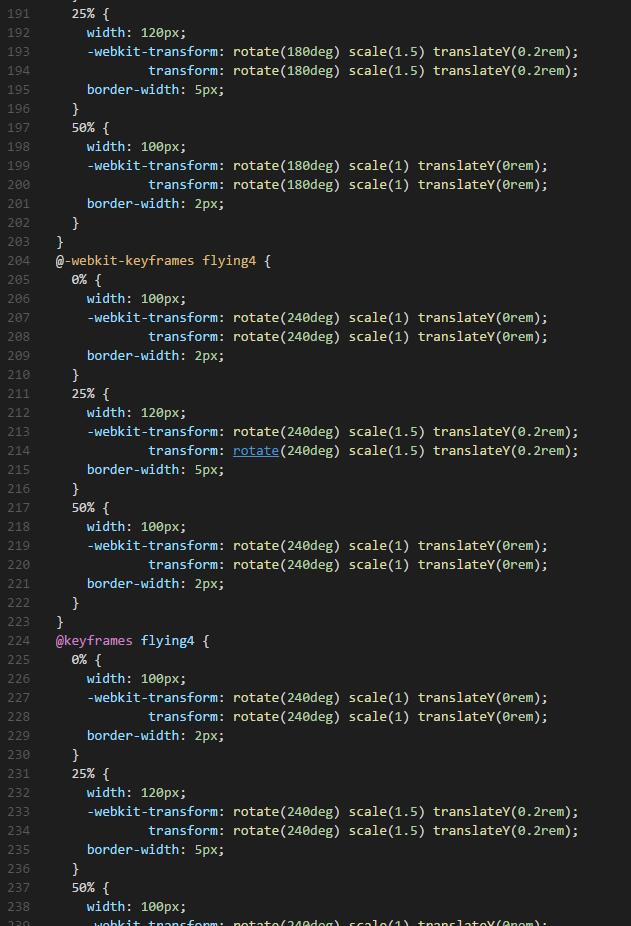 191 25% {
192 width: 120px;
193 -webkit-transform: rotate(180deg) scale(1.5) translateY(0.2rem);
194 transform: rotate(180deg) scale(1.5) translateY(0.2rem);
195 border-width: 5px;
196 }
197 50% {
198 width: 100px;
199 -webkit-transform: rotate(180deg) scale(1) translateY(0rem);
200 transform: rotate(180deg) scale(1) translateY(0rem);
201 border-width: 2px;
202 }
203 }
204 @-webkit-keyframes flying4 {
205 0% {
206 width: 100px;
207 -webkit-transform: rotate(240deg) scale(1) translateY(0rem);
208 transform: rotate(240deg) scale(1) translateY(0rem);
209 border-width: 2px;
210 }
211 25% {
212 width: 120px;
213 -webkit-transform: rotate(240deg) scale(1.5) translateY(0.2rem);
214 transform: rotate(240deg) scale(1.5) translateY(0.2rem);
215 border-width: 5px;
216 }
217 50% {
218 width: 100px;
219 -webkit-transform: rotate(240deg) scale(1) translateY(0rem);
220 transform: rotate(240deg) scale(1) translateY(0rem);
221 border-width: 2px;
222 }
223 }
224 @keyframes flying4 {
225 0% {
226 width: 100px;
227 -webkit-transform: rotate(240deg) scale(1) translateY(0rem);
228 transform: rotate(240deg) scale(1) translateY(0rem);
229 border-width: 2px;
230 }
231 25% {
232 width: 120px;
233 -webkit-transform: rotate(240deg) scale(1.5) translateY(0.2rem);
234 transform: rotate(240deg) scale(1.5) translateY(0.2rem);
235 border-width: 5px;
236 }
237 50% {
238 width: 100px;
239 -webkit-transform: rotate(240deg) scale(1) translateY(0rem);